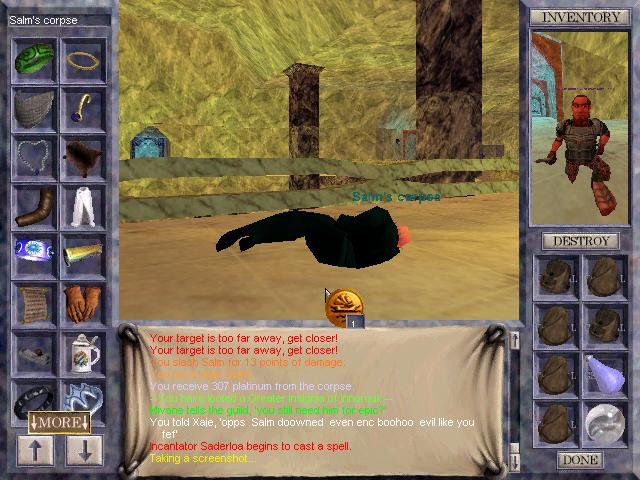 Salm's corpse
INVENTORY
Salm's corpse
DESTROY
1
Your target is too far away, get closer!
Your target is too far away, get closer!
You slash Salm for 13 points of damage.
You receive 307 platinum from the corpse.
--You have looted a Greater Insignia of Innoruuk.--
tells the guild, 'you still need him for epic?'
You told Xaje, 'opps Salm doowned even enc boohoo evil like you
fef'
Incantator Saderloa begins to cast a spell.
Taking a screenshot...
MORE
DONE